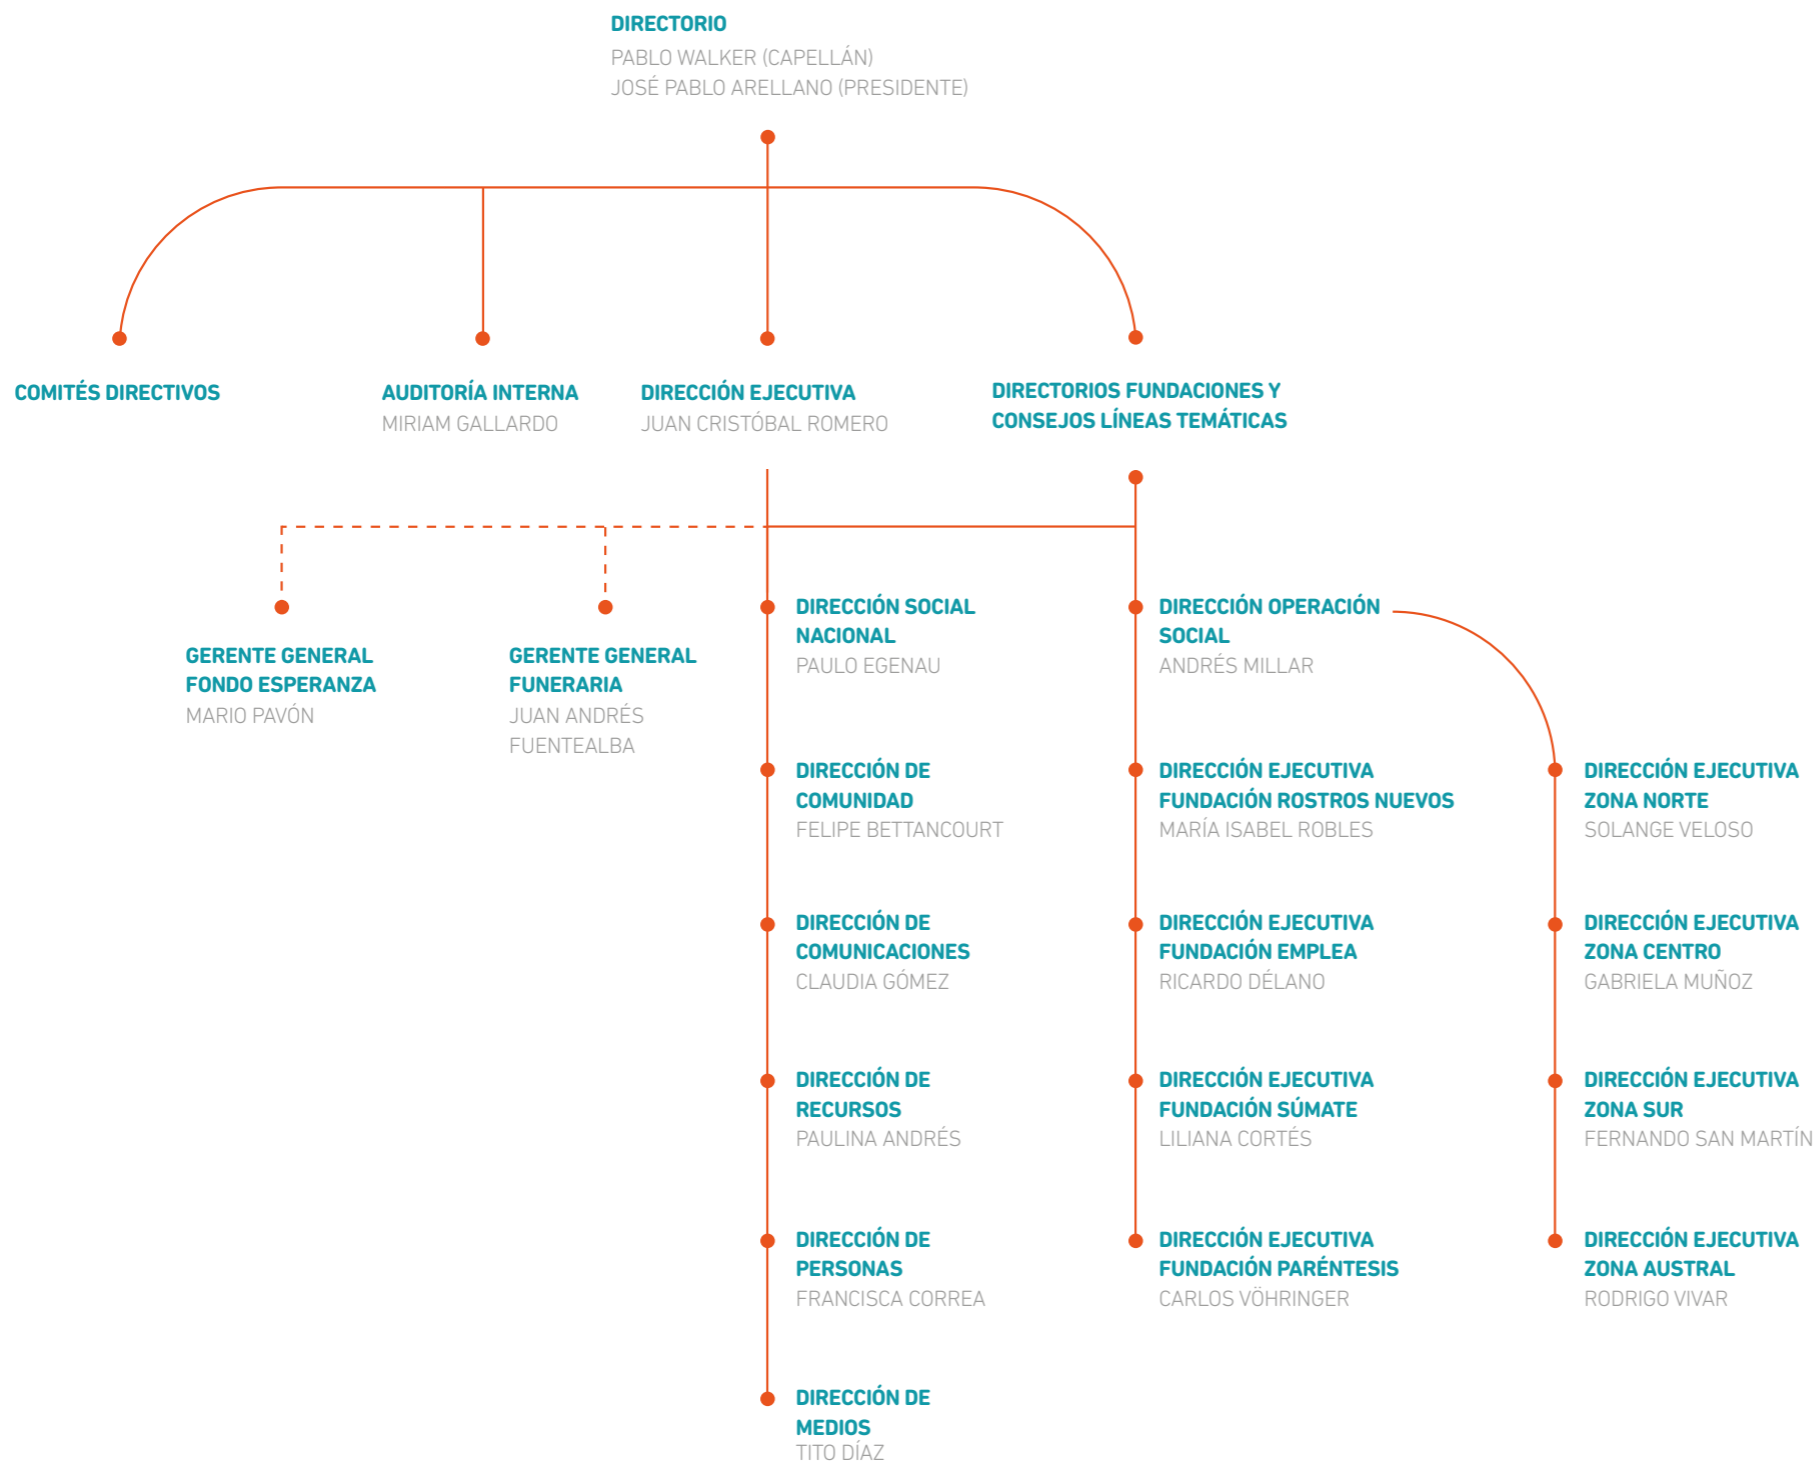 DIRECTORIO
PABLO WALKER (CAPELLÁN)
JOSÉ PABLO ARELLANO (PRESIDENTE)
COMITÉS DIRECTIVOS
AUDITORÍA INTERNA
MIRIAM GALLARDO
DIRECCIÓN EJECUTIVA
JUAN CRISTÓBAL ROMERO
DIRECTORIOS FUNDACIONES Y
CONSEJOS LÍNEAS TEMÁTICAS
GERENTE GENERAL
FONDO ESPERANZA
MARIO PAVÓN
GERENTE GENERAL
FUNERARIA
JUAN ANDRÉS
FUENTEALBA
DIRECCIÓN SOCIAL
NACIONAL
PAULO EGENAU
DIRECCIÓN DE
COMUNIDAD
FELIPE BETTANCOURT
DIRECCIÓN DE
COMUNICACIONES
CLAUDIA GÓMEZ
DIRECCIÓN DE
RECURSOS
PAULINA ANDRÉS
DIRECCIÓN DE
PERSONAS
FRANCISCA CORREA
DIRECCIÓN DE
MEDIOS
TITO DÍAZ
DIRECCIÓN OPERACIÓN
SOCIAL
ANDRÉS MILLAR
DIRECCIÓN EJECUTIVA
FUNDACIÓN ROSTROS NUEVOS
MARÍA ISABEL ROBLES
DIRECCIÓN EJECUTIVA
FUNDACIÓN EMPLEA
RICARDO DÉLANO
DIRECCIÓN EJECUTIVA
FUNDACIÓN SÚMATE
LILIANA CORTÉS
DIRECCIÓN EJECUTIVA
FUNDACIÓN PARÉNTESIS
CARLOS VÖHRINGER
DIRECCIÓN EJECUTIVA
ZONA NORTE
SOLANGE VELOSO
DIRECCIÓN EJECUTIVA
ZONA CENTRO
GABRIELA MUÑOZ
DIRECCIÓN EJECUTIVA
ZONA SUR
FERNANDO SAN MARTÍN
DIRECCIÓN EJECUTIVA
ZONA AUSTRAL
RODRIGO VIVAR